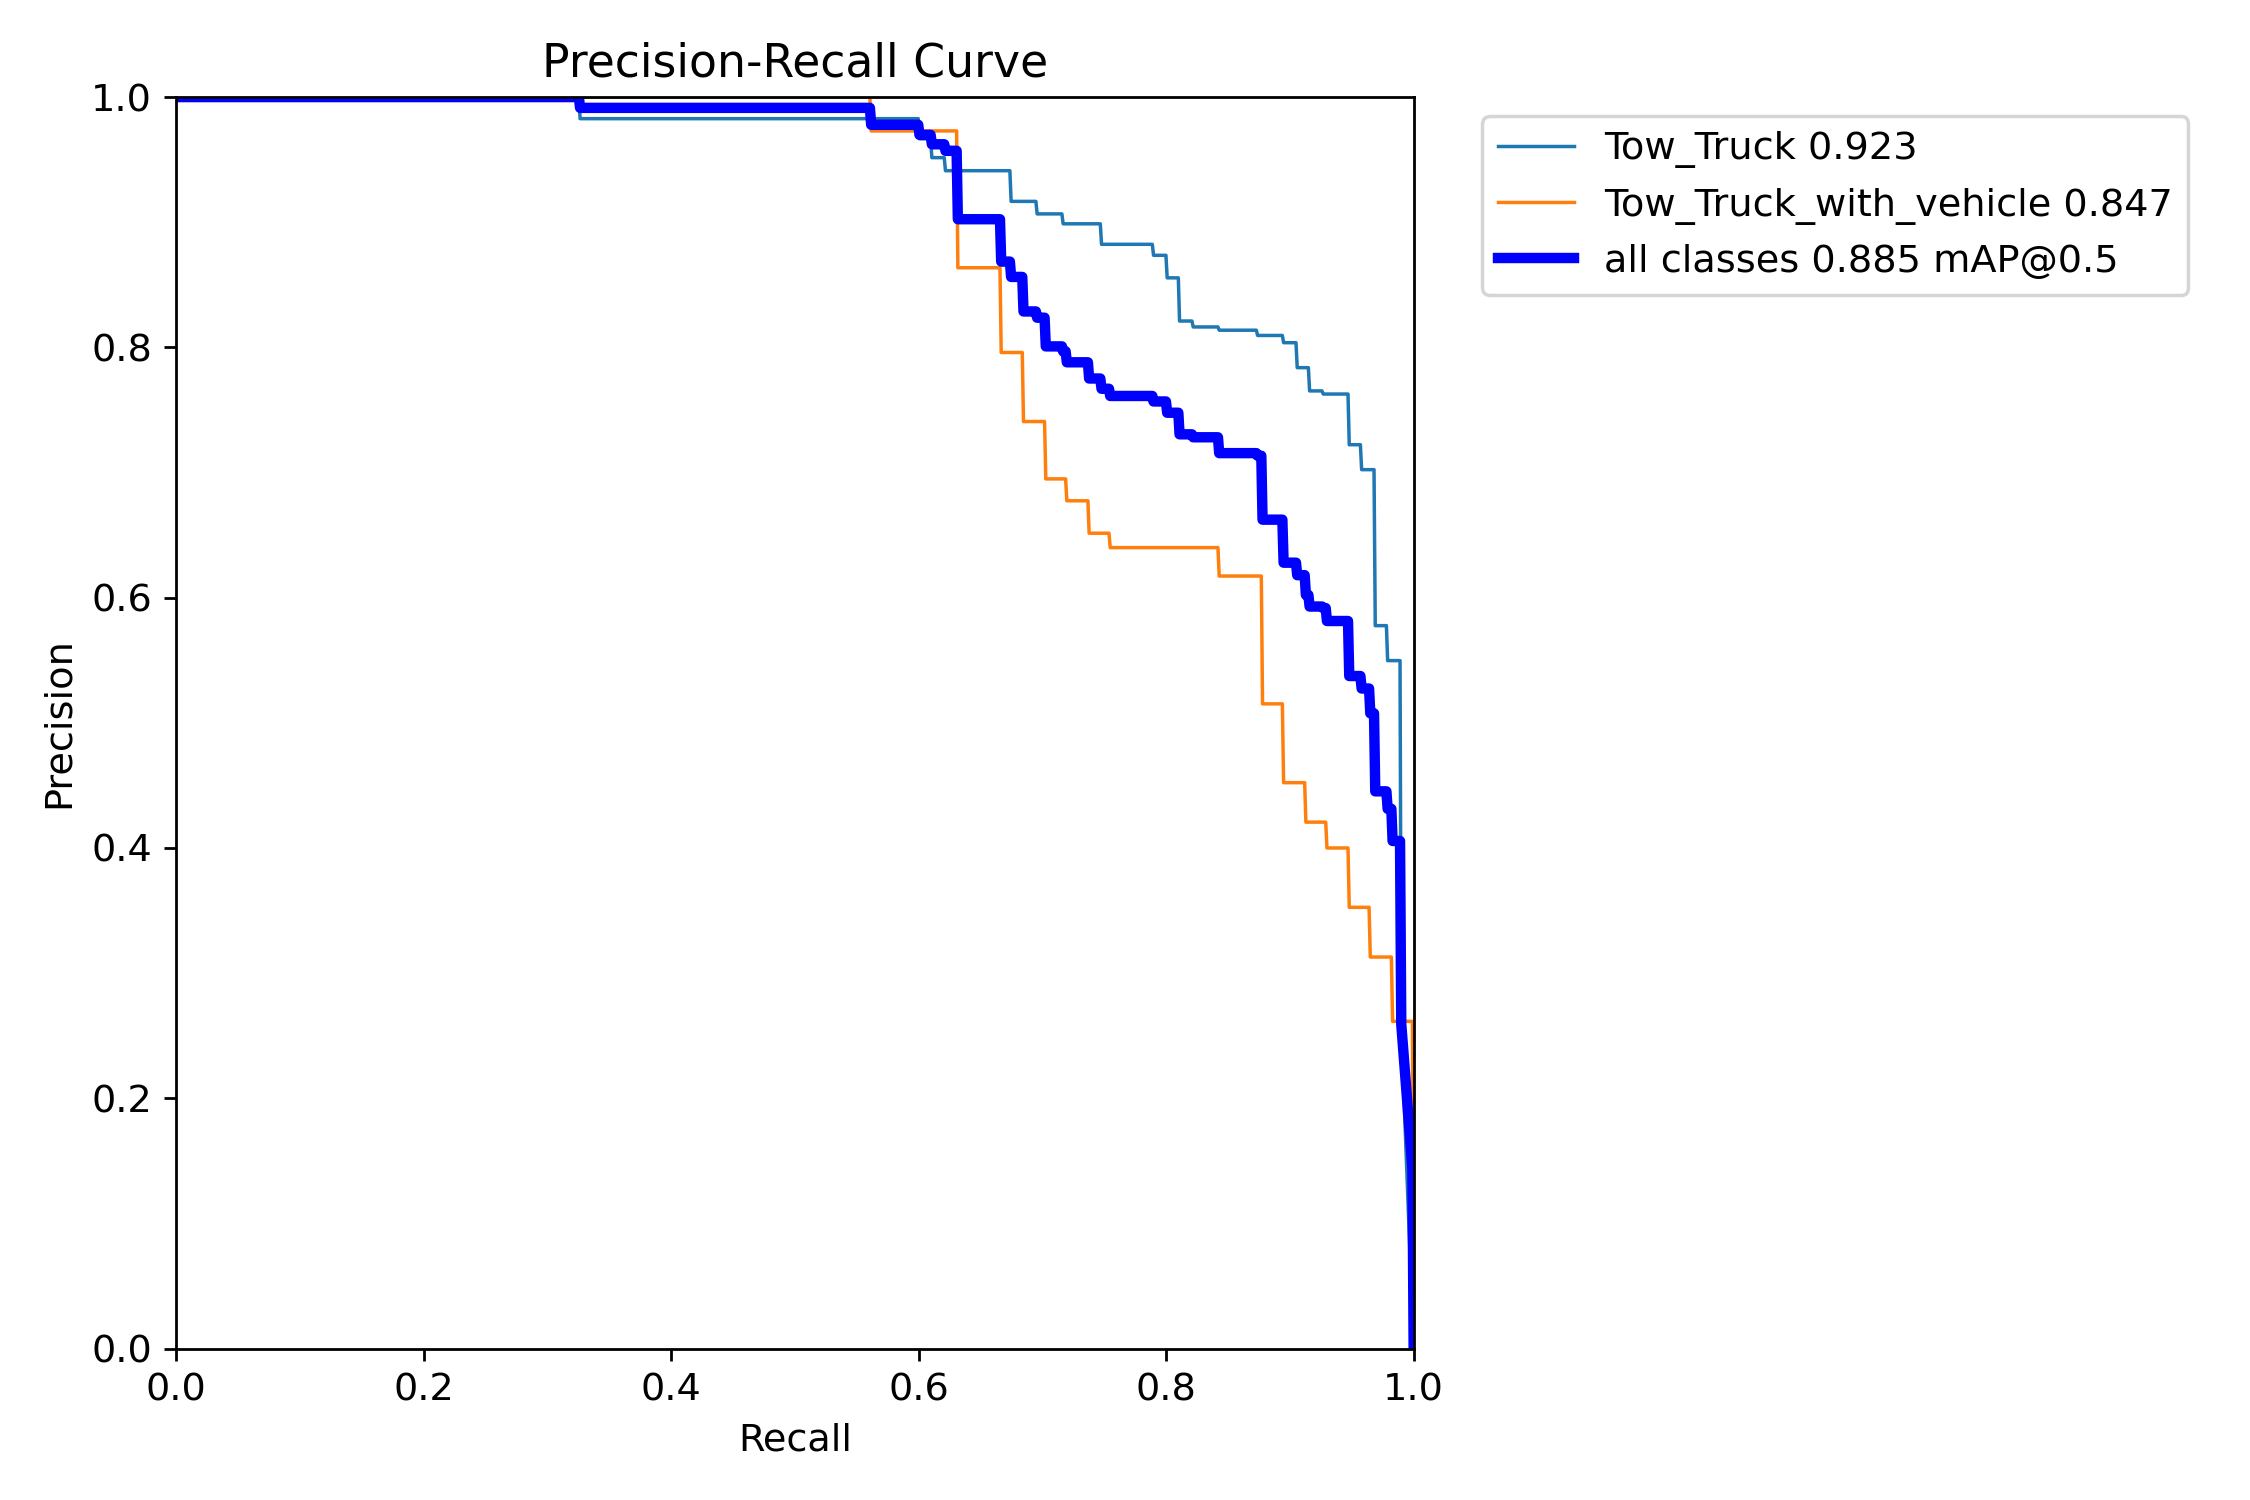 Precision-Recall Curve
1.0
0.8
0.6
0.4
0.2
0.0
Precision
0.0 0.2 0.4 0.6 0.8 1.0
Recall
Tow_Truck 0.923
Tow_Truck_with_vehicle 0.847
all classes 0.885 mAP@0.5